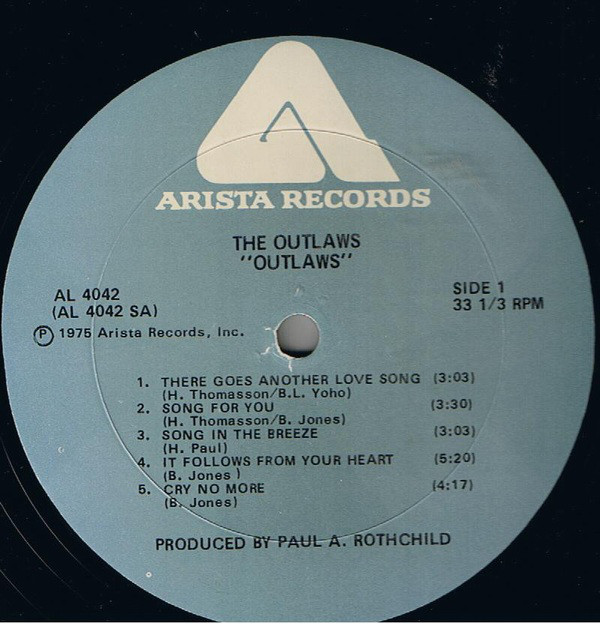 ARISTA RECORDS
THE OUTLAWS
"OUTLAWS"
AL 4042
(AL 4042 SA)
Ⓟ 1975 Arista Records, Inc.
SIDE 1
33 1/3 RPM
1. THERE GOES ANOTHER LOVE SONG (3:03)
(H. Thomasson/B.L. Yoho)
2. SONG FOR YOU (3:30)
(H. Thomasson/B. Jones)
3. SONG IN THE BREEZE (3:03)
(H. Paul)
4. IT FOLLOWS FROM YOUR HEART (5:20)
(B. Jones )
5. CRY NO MORE (4:17)
(B. Jones)
PRODUCED BY PAUL A. ROTHCHILD